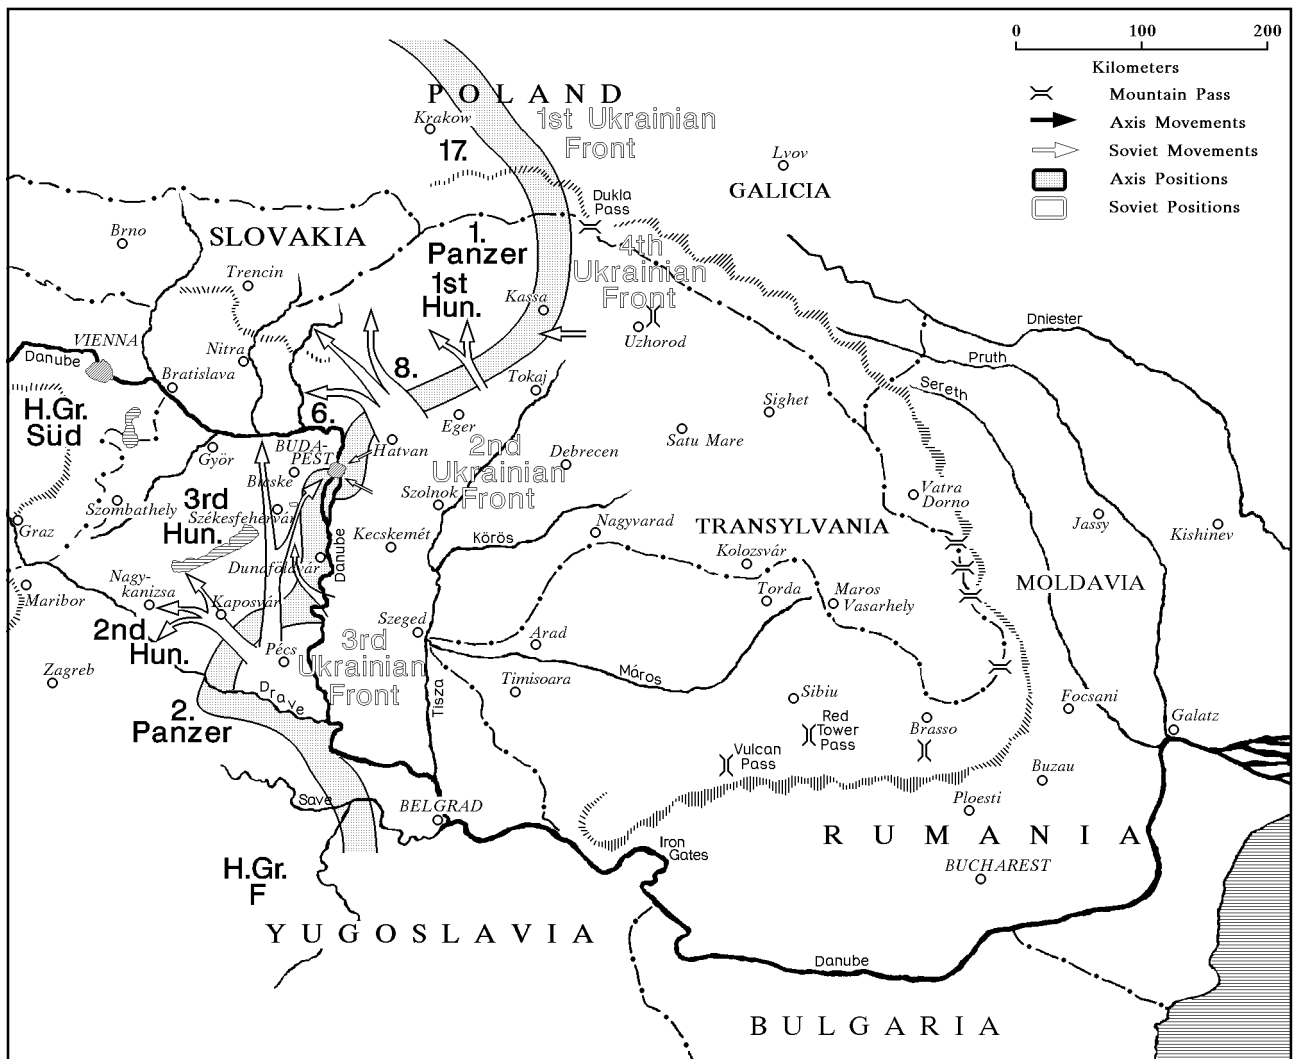 0 100 200
Kilometers
Mountain Pass
Axis Movements
Soviet Movements
Axis Positions
Soviet Positions
POLAND
Krakow
1st Ukrainian
Front
17.
Lvov
GALICIA
Dukla
Pass
Brno
SLOVAKIA
1.
Panzer
1st
Hun.
4th
Ukrainian
Front
Trencin
Kassa
Uzhorod
Dniester
VIENNA
Danube
Nitra
Pruth
Bratislava
8.
Tokaj
Sereth
H.Gr.
Süd
6.
Eger
Sighet
Satu Mare
Györ
BUDA-
PEST
Hatvan
2nd
Ukrainian
Front
Debrecen
Bicske
Szolnok
Vatra
Dorno
Szombathely
3rd
Hun.
Székesfehervár
Graz
Kecskemét
Körös
Nagyvarad
TRANSYLVANIA
Jassy
Kishinev
Danube
Kolozsvár
Dunaföldvár
Nagy-
kanizsa
Maribor
Kaposvár
Torda
Maros
Vasarhely
MOLDAVIA
2nd
Hun.
Szeged
Arad
3rd
Ukrainian
Front
Pécs
Zagreb
Drave
Tisza
Timisoara
Máros
Sibiu
Focsani
2.
Panzer
Red
Tower
Pass
Brasso
Galatz
Vulcan
Pass
Buzau
Save
BELGRAD
Ploesti
RUMANIA
Iron
Gates
H.Gr.
F
BUCHAREST
YUGOSLAVIA
Danube
BULGARIA